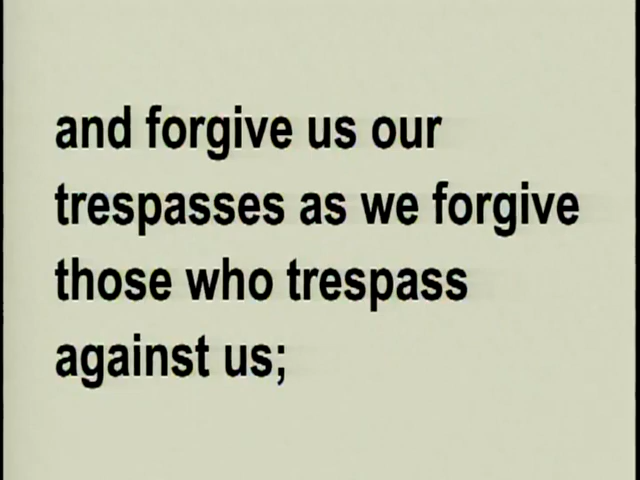 and forgive us our
trespasses as we forgive
those who trespass
against us;